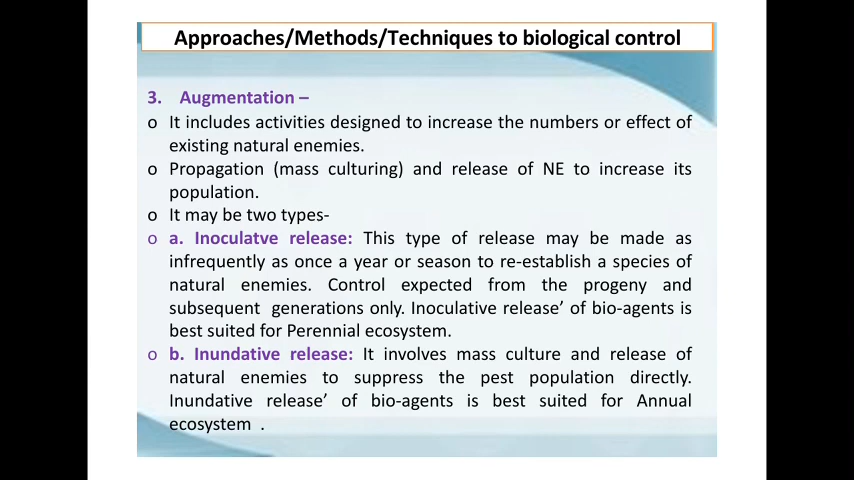 Approaches/Methods/Techniques to biological control
3. Augmentation –
o It includes activities designed to increase the numbers or effect of
existing natural enemies.
o Propagation (mass culturing) and release of NE to increase its
population.
o It may be two types-
o a. Inoculatve release: This type of release may be made as
infrequently as once a year or season to re-establish a species of
natural enemies. Control expected from the progeny and
subsequent generations only. Inoculative release’ of bio-agents is
best suited for Perennial ecosystem.
o b. Inundative release: It involves mass culture and release of
natural enemies to suppress the pest population directly.
Inundative release’ of bio-agents is best suited for Annual
ecosystem .